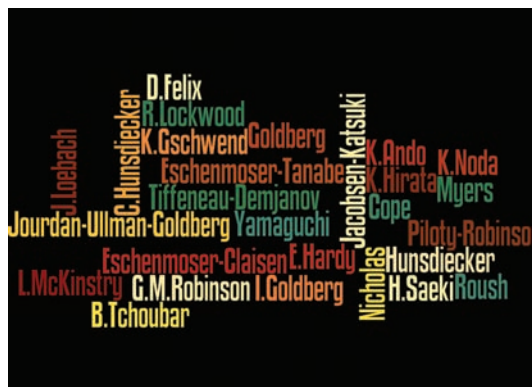 D.Felix
R.Lockwood
K.Gschwend
Goldberg
J.Loebach
C.Hunsdiecker
Eschenmoser-Tanabe
Jacobsen-Katsuki
K.Ando
K.Noda
K.Hirata
Myers
Tiffeneau-Demjanov
Cope
Jourdan-Ullman-Goldberg
Yamaguchi
Piloty-Robinso
Eschenmoser-Claisen
E.Hardy
Nicholas
Hunsdiecker
L.McKinstry
G.M.Robinson
I.Goldberg
H.Saeki
Roush
B.Tchoubar